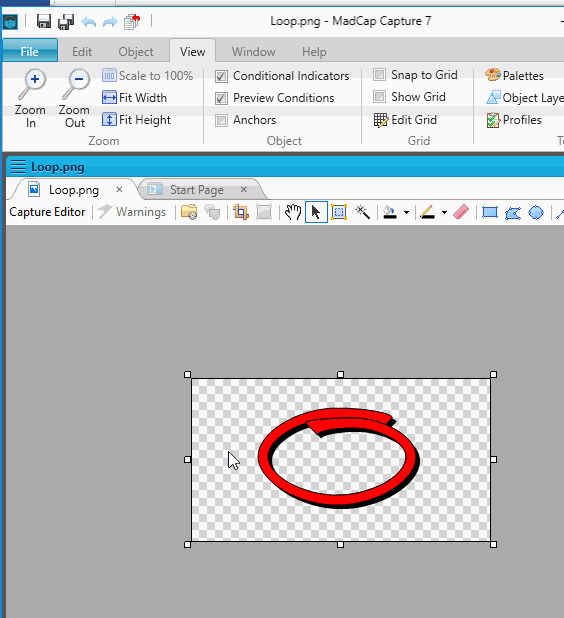 Loop.png - MadCap Capture 7
File Edit Object View Window Help
Zoom In
Zoom Out
100 Scale to 100%
Fit Width
Fit Height
Zoom
Conditional Indicators
Preview Conditions
Anchors
Object
Snap to Grid
Show Grid
Edit Grid
Grid
Palettes
Object Laye
Profiles
To
Loop.png
Loop.png × Start Page ×
Capture Editor Warnings